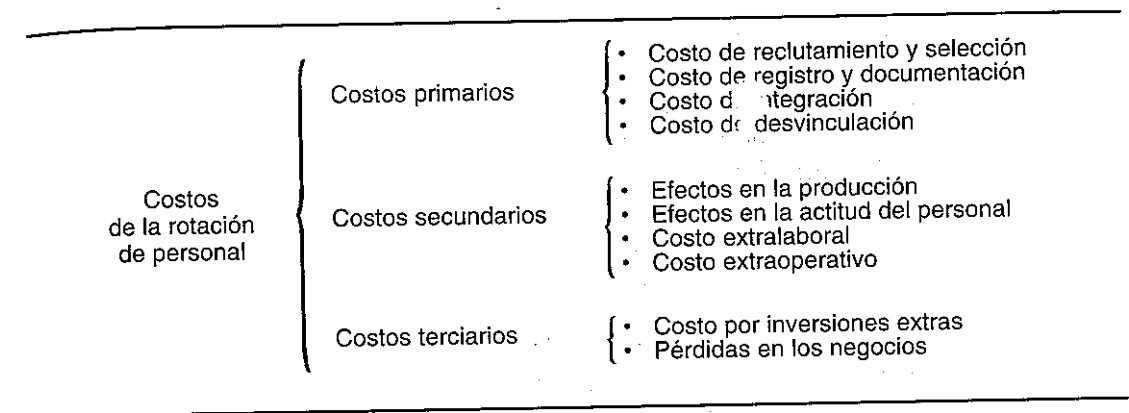 Costos
de la rotación
de personal
Costos primarios
• Costo de reclutamiento y selección
• Costo de registro y documentación
• Costo d ntegración
• Costo de desvinculación
Costos secundarios
• Efectos en la producción
• Efectos en la actitud del personal
• Costo extralaboral
• Costo extraoperativo
Costos terciarios
• Costo por inversiones extras
• Pérdidas en los negocios